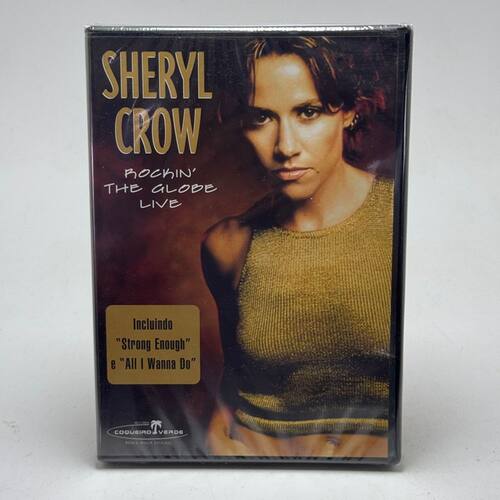 SHERYL
CROW
ROCKIN'
THE GLOBE
LIVE
Incluindo
"Strong Enough"
e "All I Wanna Do"
COQUEIRO VERDE